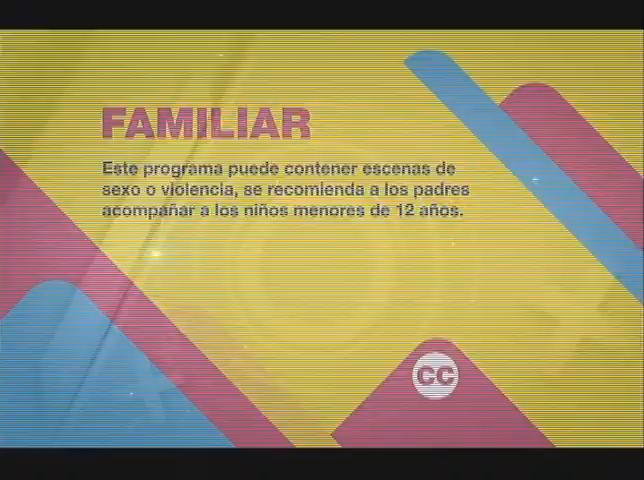 FAMILIAR
Este programa puede contener escenas de
sexo o violencia, se recomienda a los padres
acompañar a los niños menores de 12 años.
CC